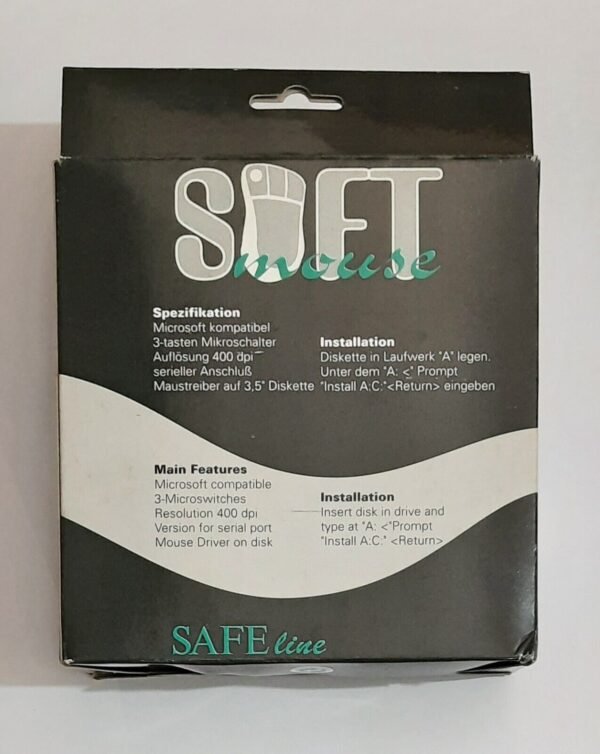 SOFT
mouse
Spezifikation
Microsoft kompatibel
3-tasten Mikroschalter
Auflösung 400 dpi
serieller Anschluß
Maustreiber auf 3,5" Diskette
Installation
Diskette in Laufwerk "A" legen.
Unter dem "A: <" Prompt
"Install A:C:"<Return> eingeben
Main Features
Microsoft compatible
3-Microswitches
Resolution 400 dpi
Version for serial port
Mouse Driver on disk
Installation
Insert disk in drive and
type at "A: <"Prompt
"Install A:C:" <Return>
SAFE line